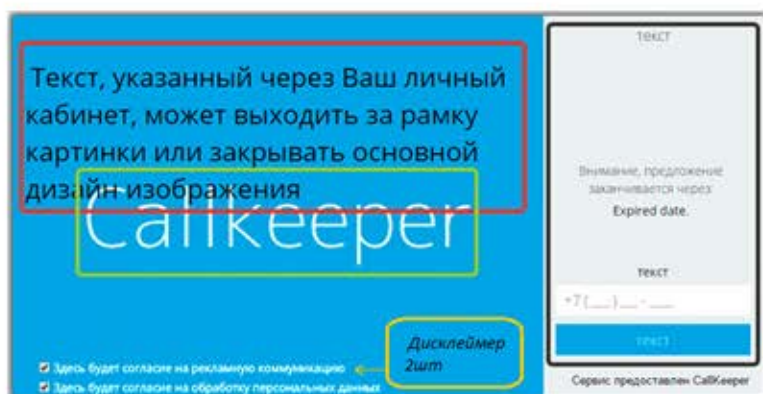 Текст, указанный через Ваш личный
кабинет, может выходить за рамку
картинки или закрывать основной
дизайн изображения
Callkeeper
Дисклеймер
2шт
Здесь будет согласие на рекламную коммуникацию
Здесь будет согласие на обработку персональных данных
текст
Внимание, предложение
заканчивается через
Expired date.
текст
+7 (___) __ - ___
текст
Сервис предоставлен CallKeeper